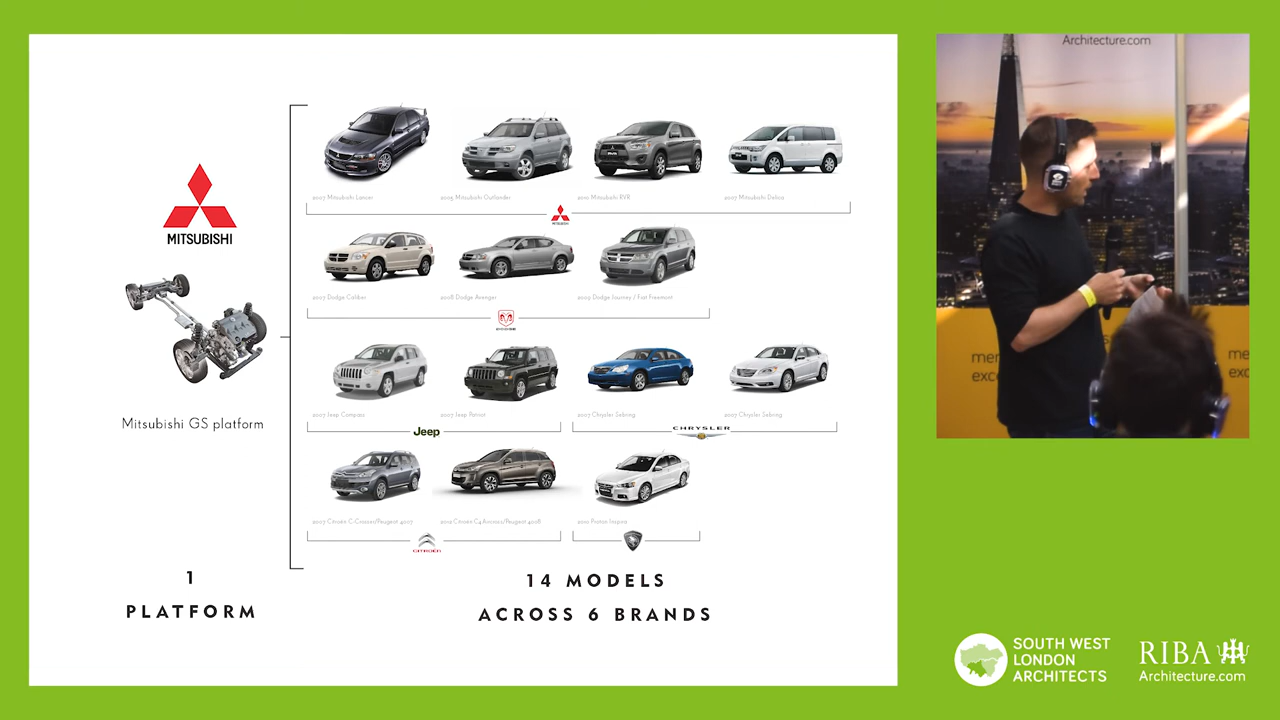 MITSUBISHI
Mitsubishi GS platform
1
PLATFORM
2007 Mitsubishi Lancer
2005 Mitsubishi Outlander
2010 Mitsubishi RVR
2007 Mitsubishi Delica
2007 Dodge Caliber
2008 Dodge Avenger
2009 Dodge Journey / Fiat Freemont
2007 Jeep Compass
2007 Jeep Patriot
2007 Chrysler Sebring
2007 Chrysler Sebring
Jeep
CHRYSLER
2007 Citroën C-Crosser/Peugeot 4007
2012 Citroën C4 Aircross/Peugeot 4008
2010 Proton Inspira
CITROËN
14 MODELS
ACROSS 6 BRANDS
Architecture.com
SOUTH WEST
LONDON
ARCHITECTS
RIBA
Architecture.com